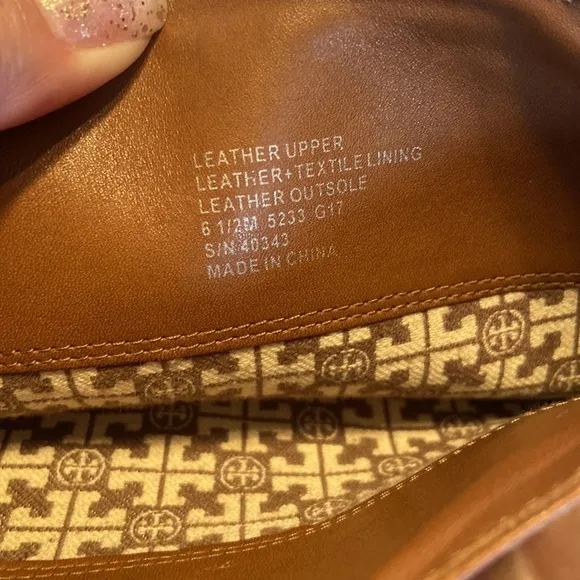 LEATHER UPPER
LEATHER+TEXTILE LINING
LEATHER OUTSOLE
6 1/2M 5233 G17
S/N 40343
MADE IN CHINA